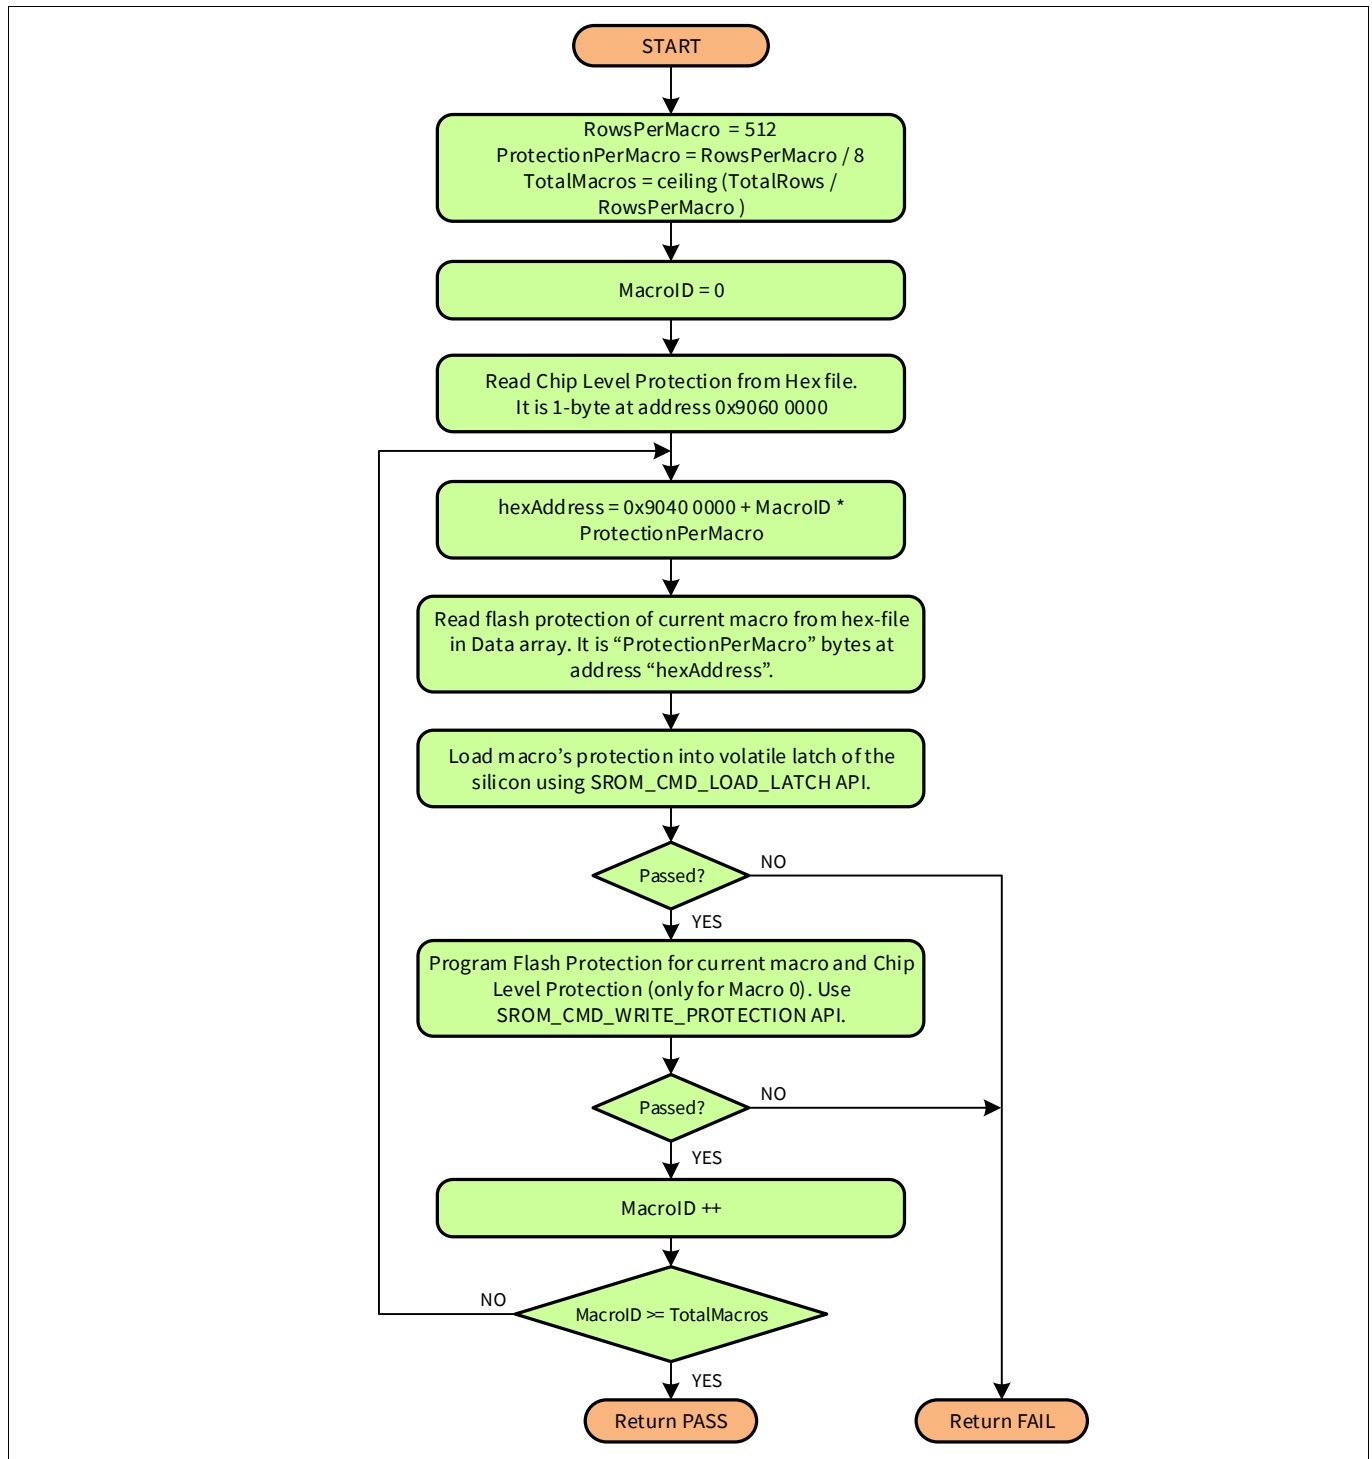 START
RowsPerMacro = 512
ProtectionPerMacro = RowsPerMacro / 8
TotalMacros = ceiling (TotalRows /
RowsPerMacro )
MacroID = 0
Read Chip Level Protection from Hex file.
It is 1-byte at address 0x9060 0000
hexAddress = 0x9040 0000 + MacroID *
ProtectionPerMacro
Read flash protection of current macro from hex-file
in Data array. It is “ProtectionPerMacro” bytes at
address “hexAddress”.
Load macro’s protection into volatile latch of the
silicon using SROM_CMD_LOAD_LATCH API.
Passed?
NO
YES
Program Flash Protection for current macro and Chip
Level Protection (only for Macro 0). Use
SROM_CMD_WRITE_PROTECTION API.
Passed?
NO
YES
MacroID ++
MacroID >= TotalMacros
NO
YES
Return PASS
Return FAIL